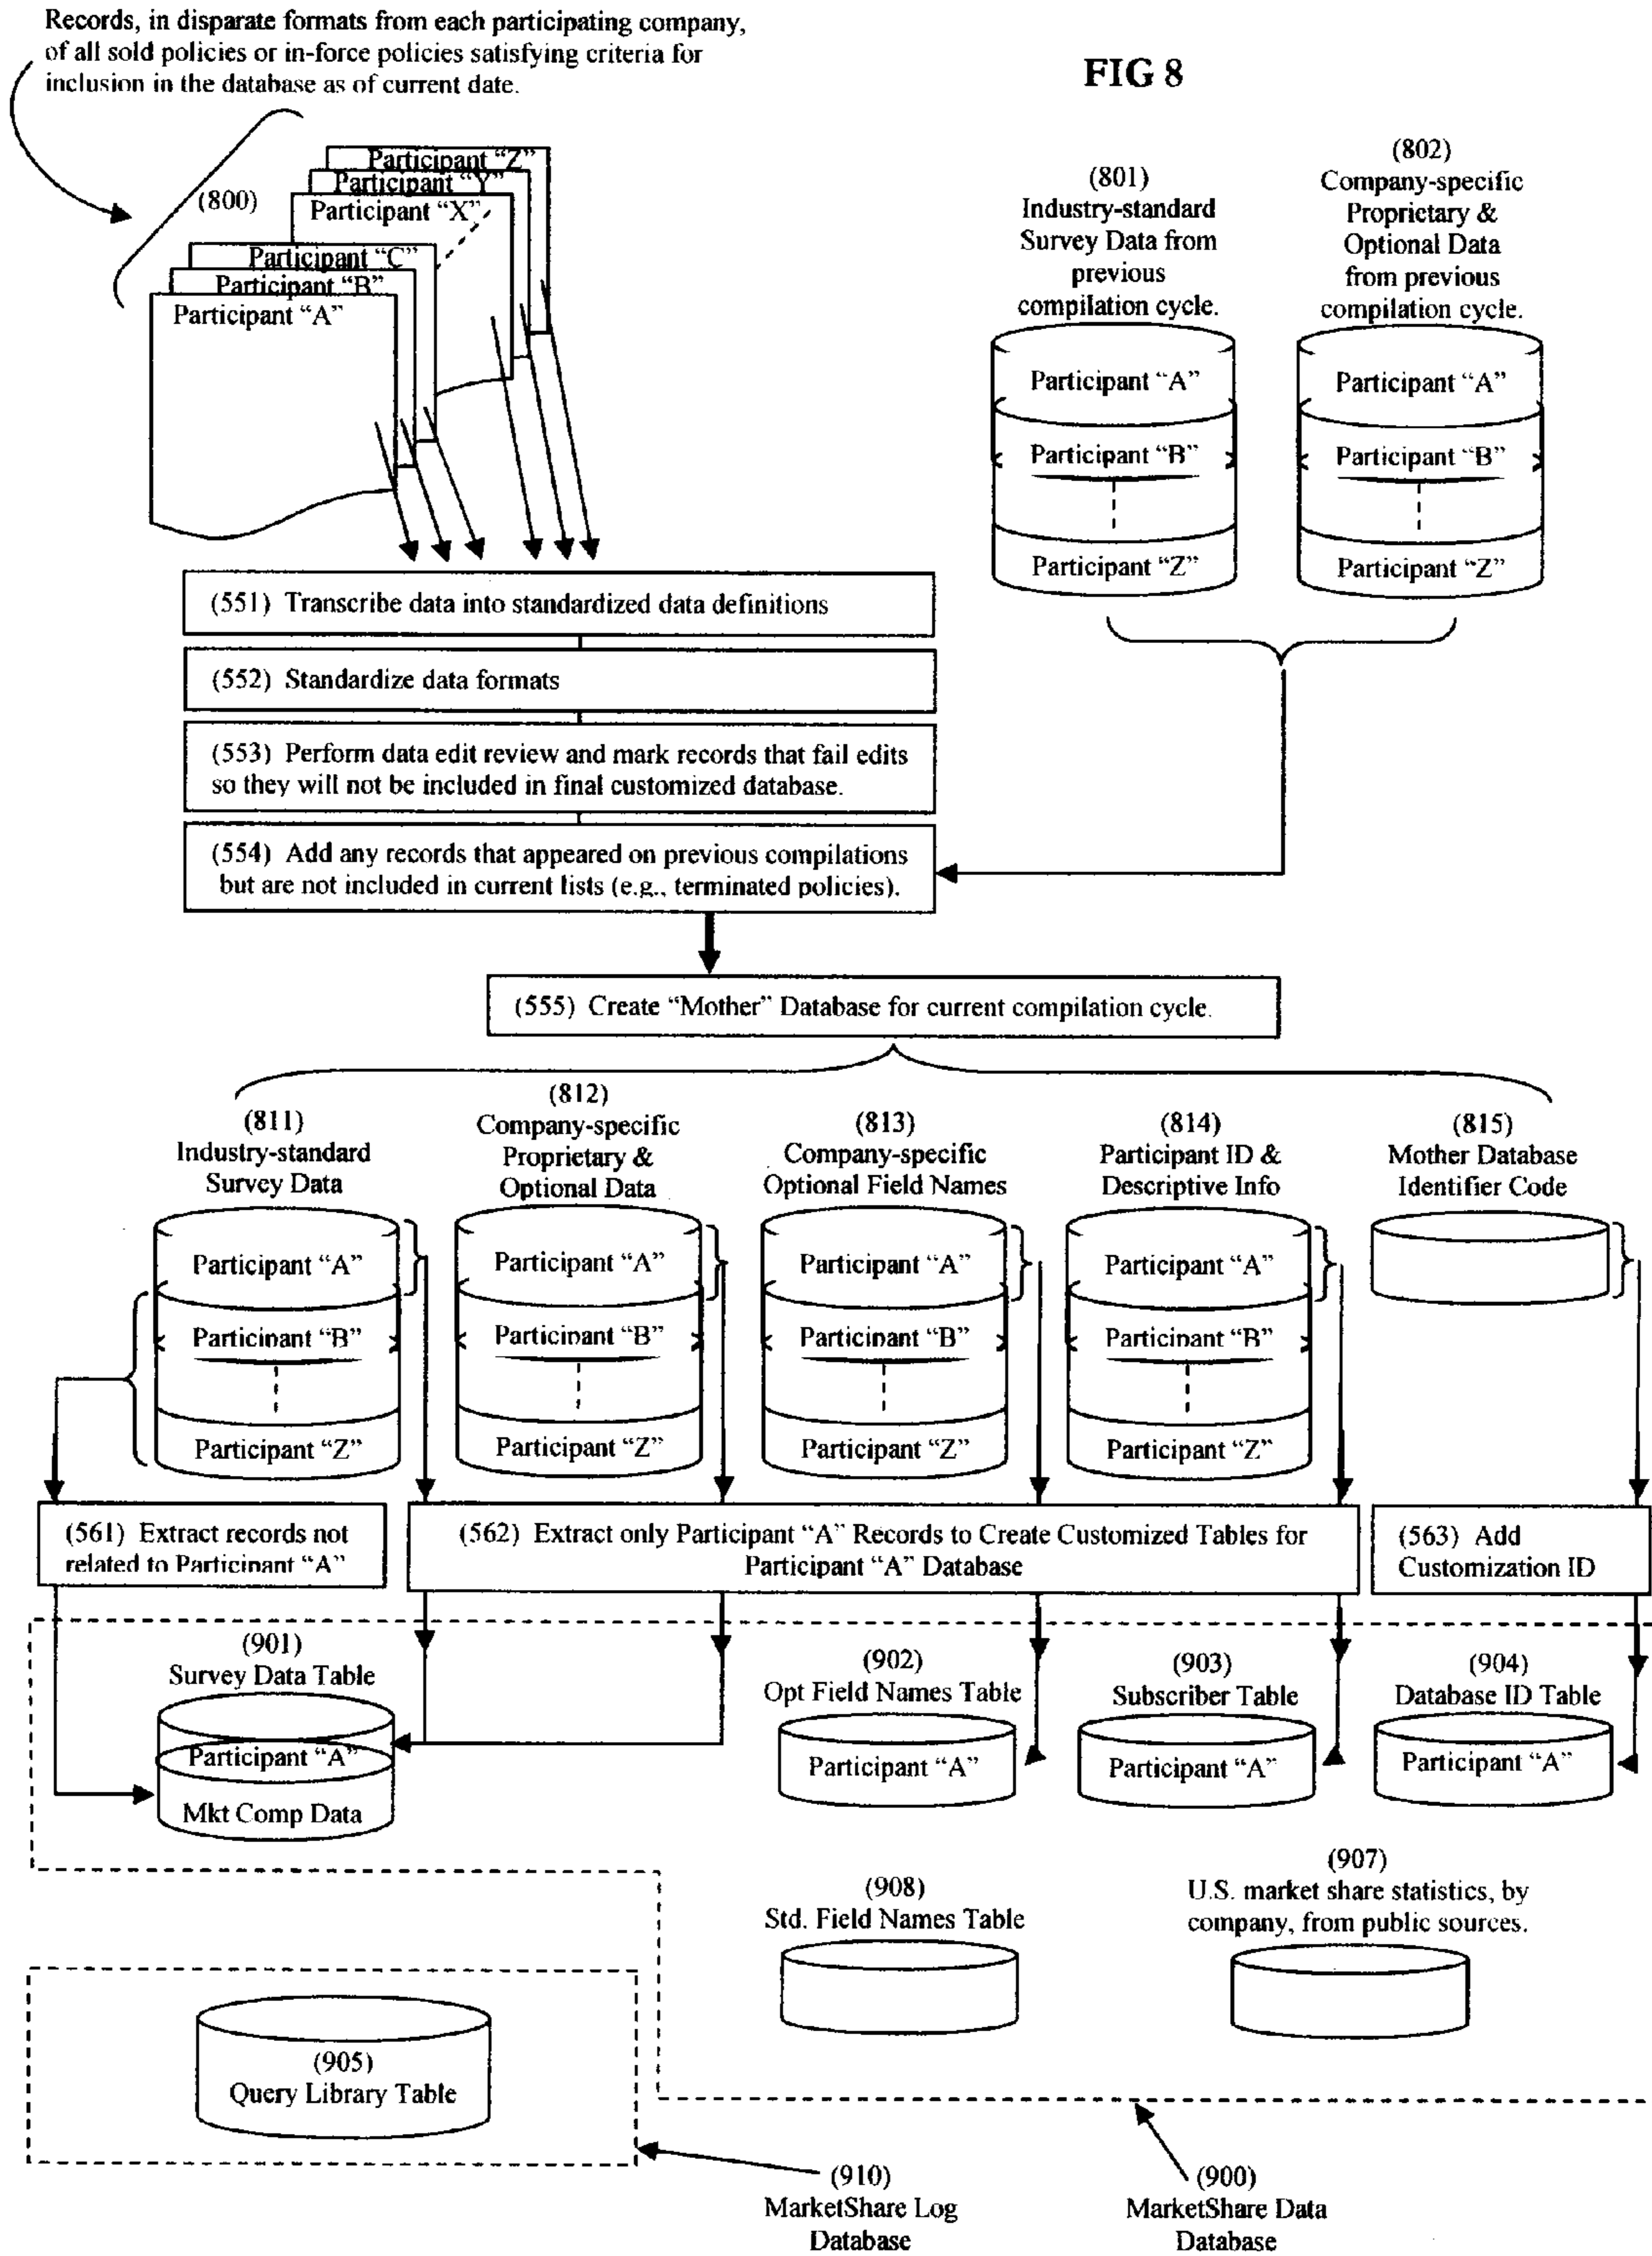 Records, in disparate formats from each participating company,
of all sold policies or in-force policies satisfying criteria for
inclusion in the database as of current date.
FIG 8
(800)
Participant “Z”
Participant “Y”
Participant “X”
Participant “C”
Participant “B”
Participant “A”
(801)
Industry-standard
Survey Data from
previous
compilation cycle.
Participant “A”
Participant “B”
Participant “Z”
(802)
Company-specific
Proprietary &
Optional Data
from previous
compilation cycle.
Participant “A”
Participant “B”
Participant “Z”
(551) Transcribe data into standardized data definitions
(552) Standardize data formats
(553) Perform data edit review and mark records that fail edits
so they will not be included in final customized database.
(554) Add any records that appeared on previous compilations
but are not included in current lists (e.g., terminated policies).
(555) Create “Mother” Database for current compilation cycle.
(811)
Industry-standard
Survey Data
Participant “A”
Participant “B”
Participant “Z”
(812)
Company-specific
Proprietary &
Optional Data
Participant “A”
Participant “B”
Participant “Z”
(813)
Company-specific
Optional Field Names
Participant “A”
Participant “B”
Participant “Z”
(814)
Participant ID &
Descriptive Info
Participant “A”
Participant “B”
Participant “Z”
(815)
Mother Database
Identifier Code
(561) Extract records not
related to Participant “A”
(562) Extract only Participant “A” Records to Create Customized Tables for
Participant “A” Database
(563) Add
Customization ID
(901)
Survey Data Table
Participant “A”
Mkt Comp Data
(902)
Opt Field Names Table
Participant “A”
(903)
Subscriber Table
Participant “A”
(904)
Database ID Table
Participant “A”
(908)
Std. Field Names Table
(907)
U.S. market share statistics, by
company, from public sources.
(905)
Query Library Table
(910)
MarketShare Log
Database
(900)
MarketShare Data
Database